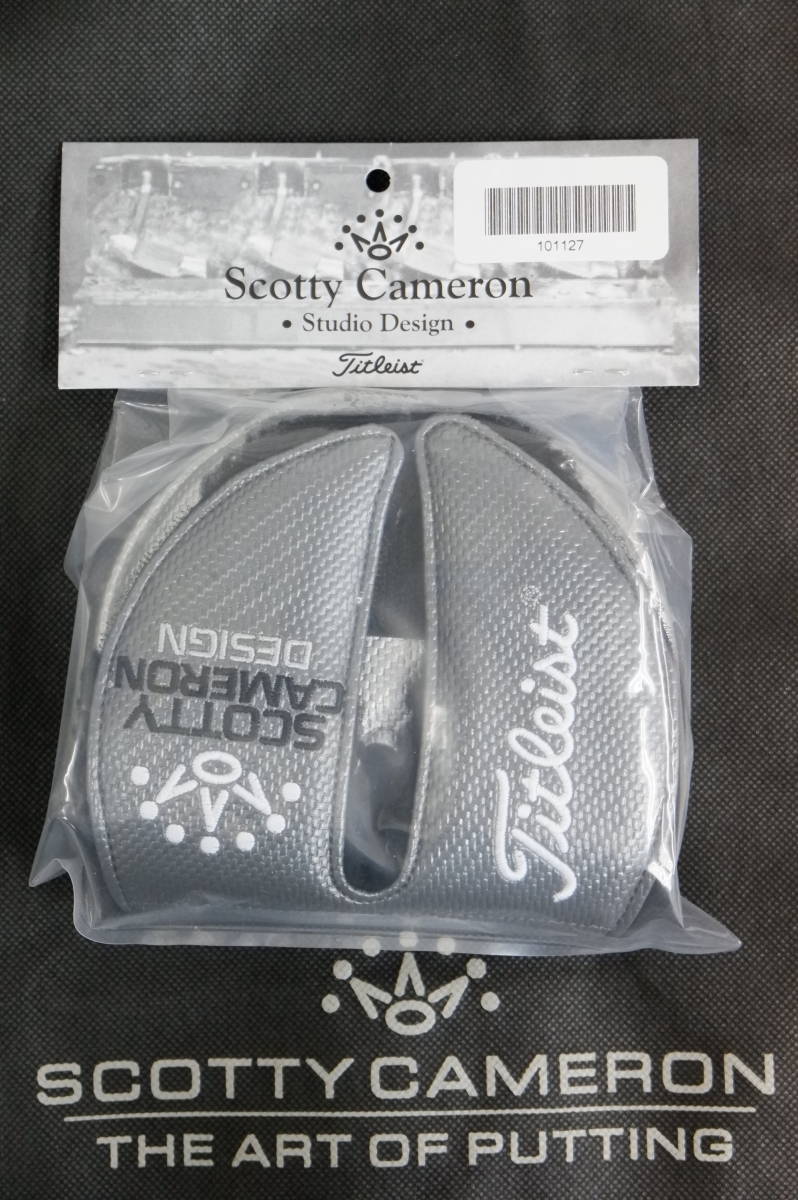 101127
Scotty Cameron
• Studio Design •
Titleist
SCOTTY
CAMERON
DESIGN
Titleist®
SCOTTY CAMERON
THE ART OF PUTTING